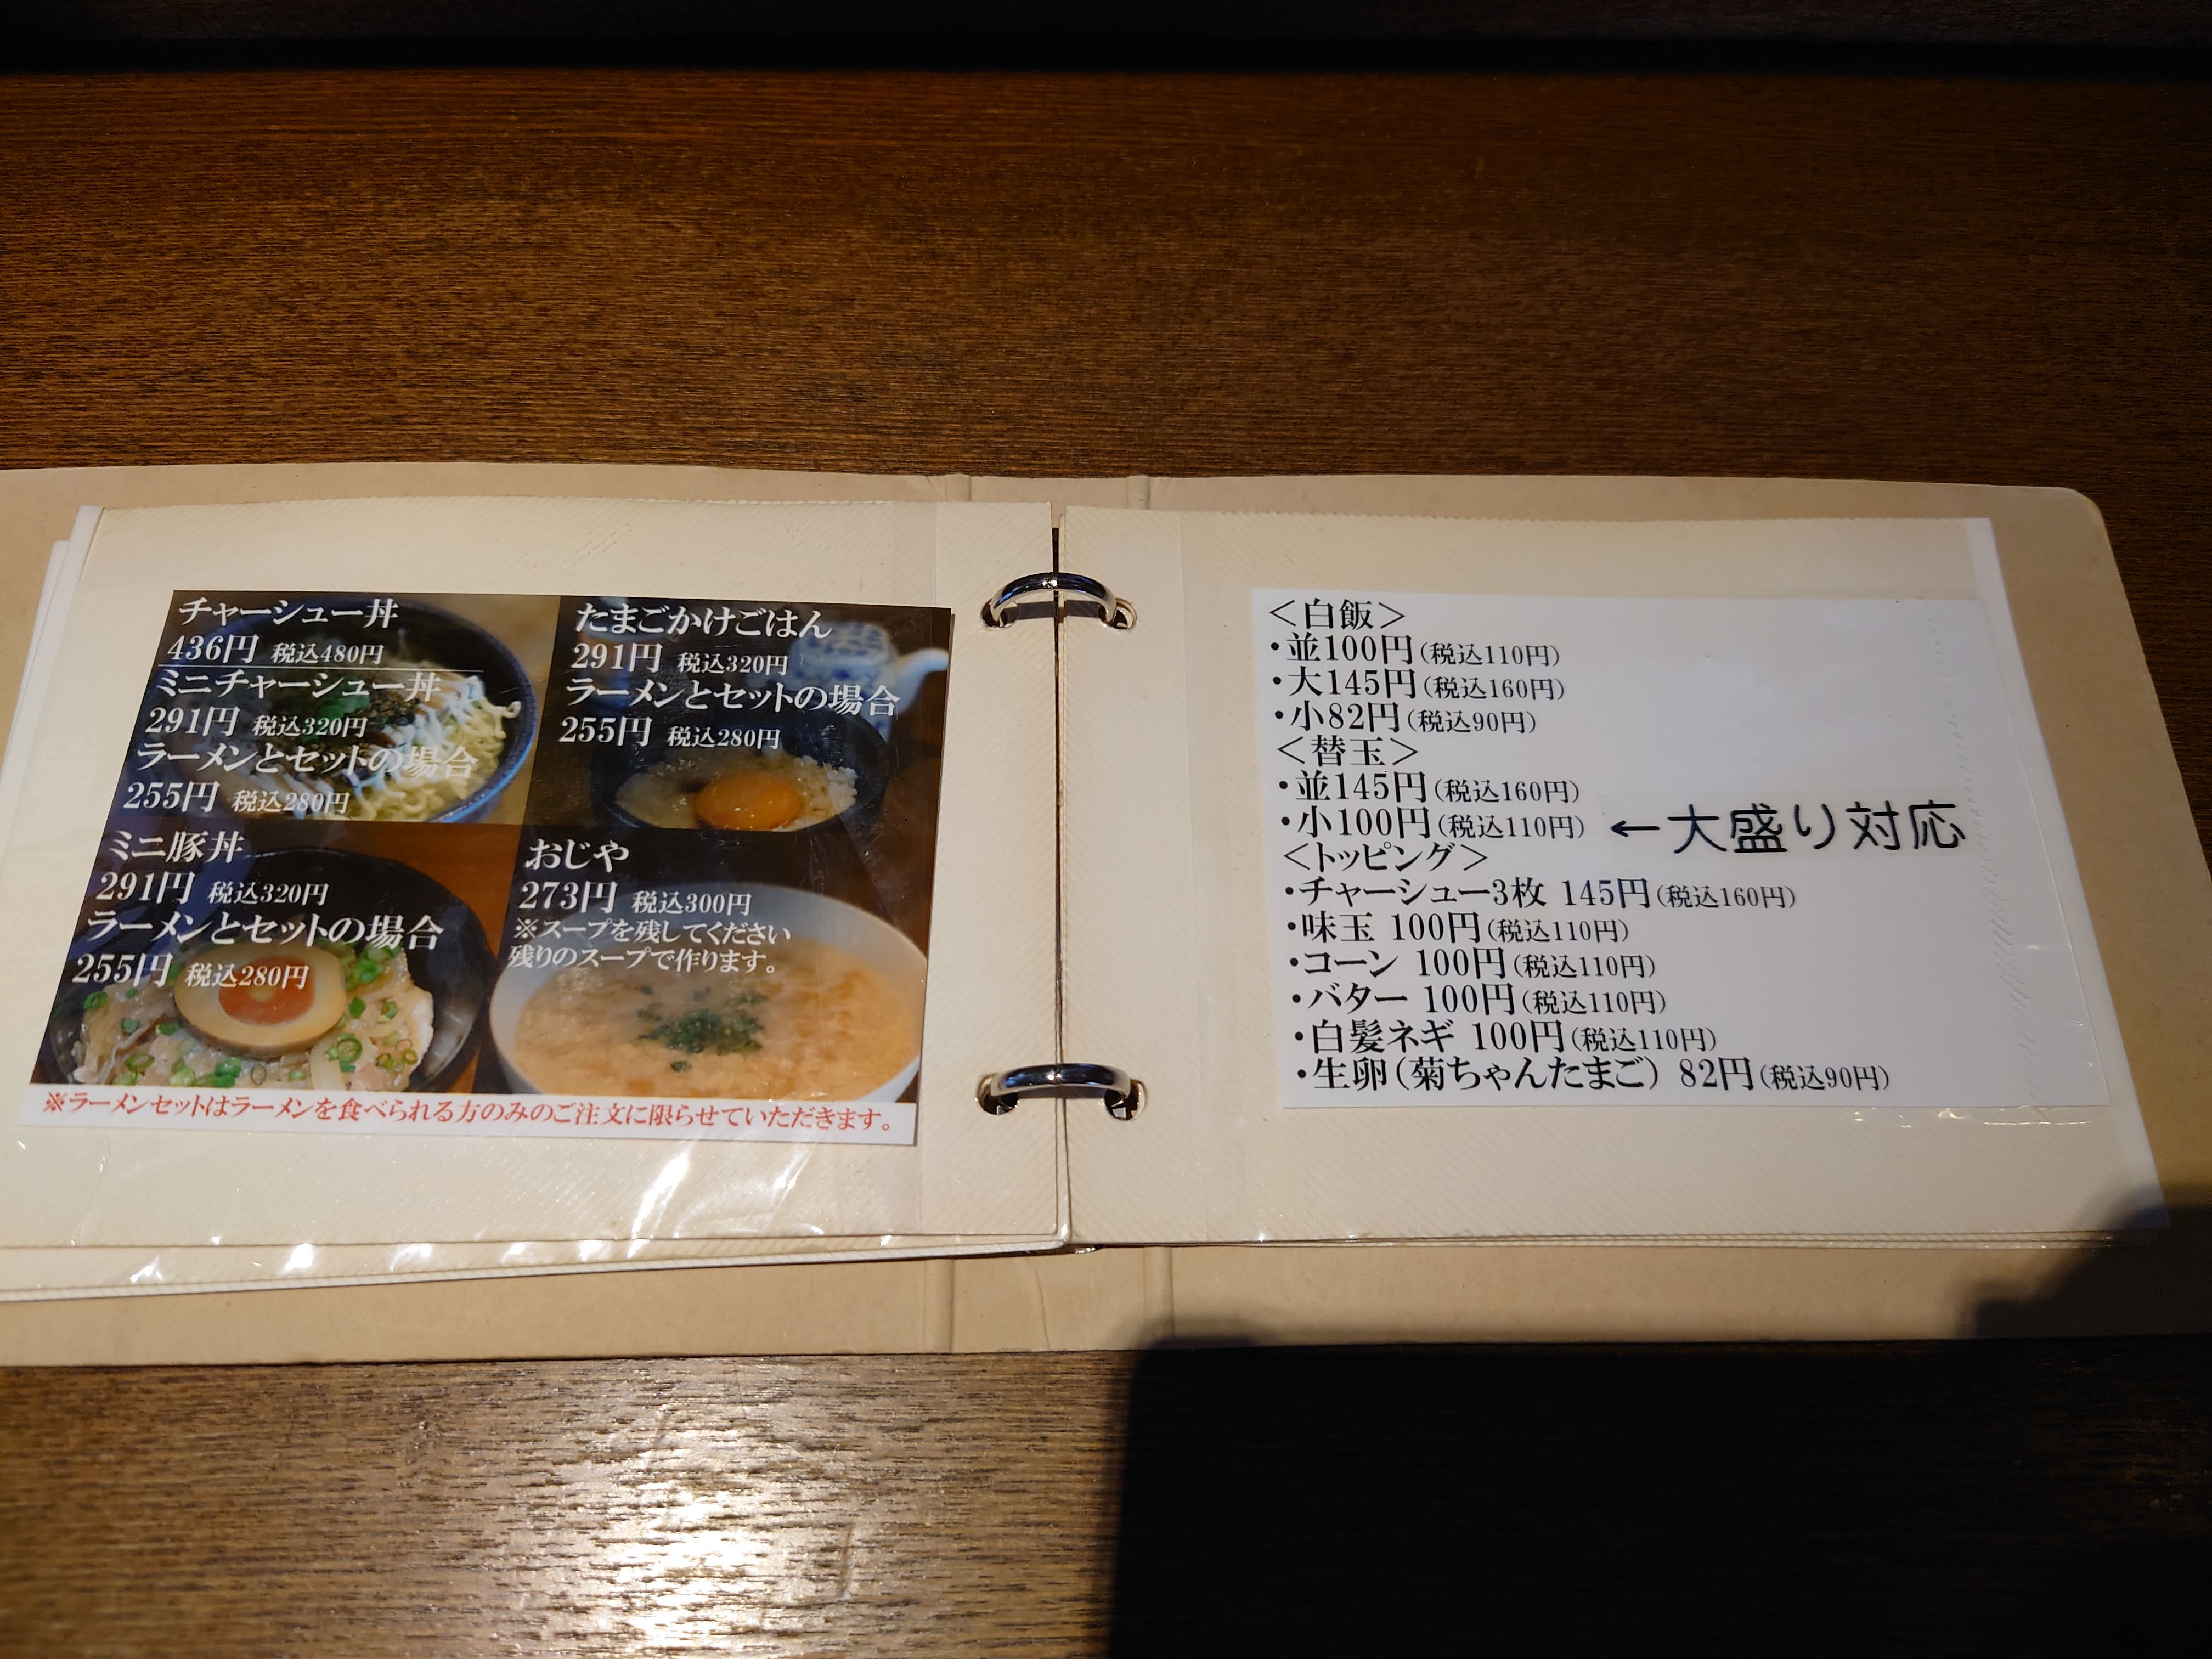 チャーシュー丼
436円 税込480円
ミニチャーシュー丼
291円 税込320円
ラーメンとセットの場合
255円 税込280円
たまごかけごはん
291円 税込320円
ラーメンとセットの場合
255円 税込280円
ミニ豚丼
291円 税込320円
ラーメンとセットの場合
255円 税込280円
おじや
273円 税込300円
※スープを残してください
残りのスープで作ります。
※ラーメンセットはラーメンを食べられる方のみのご注文に限らせていただきます。
＜白飯＞
・並100円(税込110円)
・大145円(税込160円)
・小82円(税込90円)
＜替玉＞
・並145円(税込160円)
・小100円(税込110円) ←大盛り対応
＜トッピング＞
・チャーシュー3枚 145円(税込160円)
・味玉 100円(税込110円)
・コーン 100円(税込110円)
・バター 100円(税込110円)
・白髪ネギ 100円(税込110円)
・生卵(菊ちゃんたまご) 82円(税込90円)